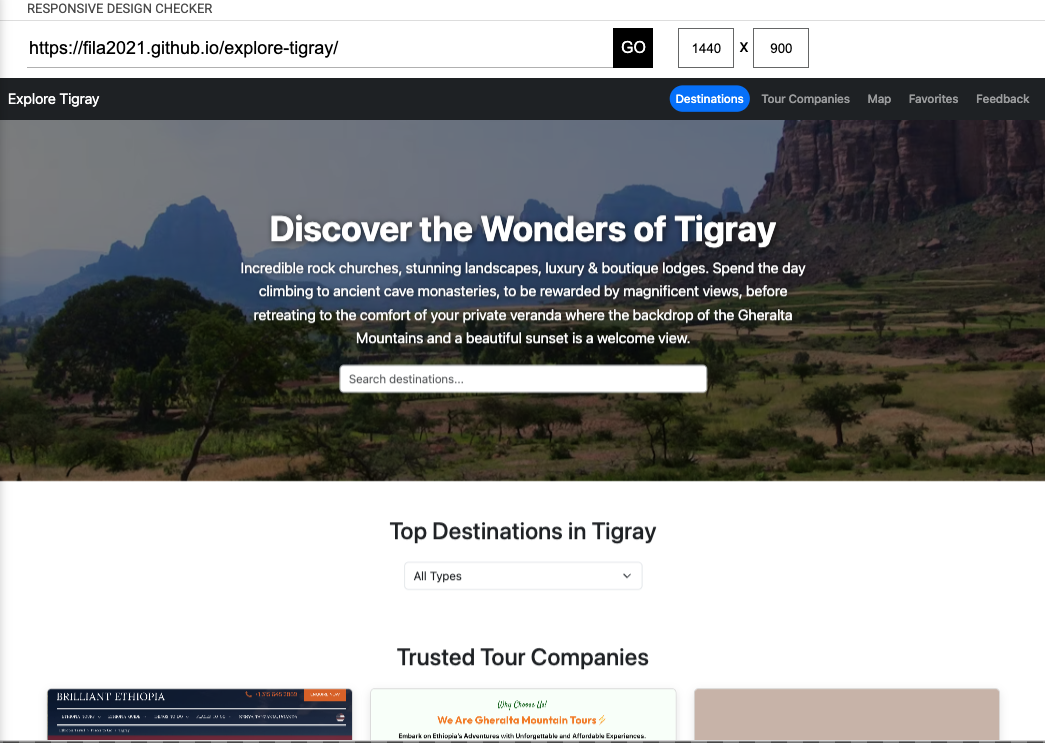 RESPONSIVE DESIGN CHECKER
https://fila2021.github.io/explore-tigray/ GO 1440 X 900
Explore Tigray Destinations Tour Companies Map Favorites Feedback
Discover the Wonders of Tigray
Incredible rock churches, stunning landscapes, luxury & boutique lodges. Spend the day
climbing to ancient cave monasteries, to be rewarded by magnificent views, before
retreating to the comfort of your private veranda where the backdrop of the Gheralta
Mountains and a beautiful sunset is a welcome view.
Search destinations...
Top Destinations in Tigray
All Types
Trusted Tour Companies
BRILLIANT ETHIOPIA
Why Choose Us?
We Are Gheralta Mountain Tours
Embark on Ethiopia's Adventures with Unforgettable and Affordable Experiences.